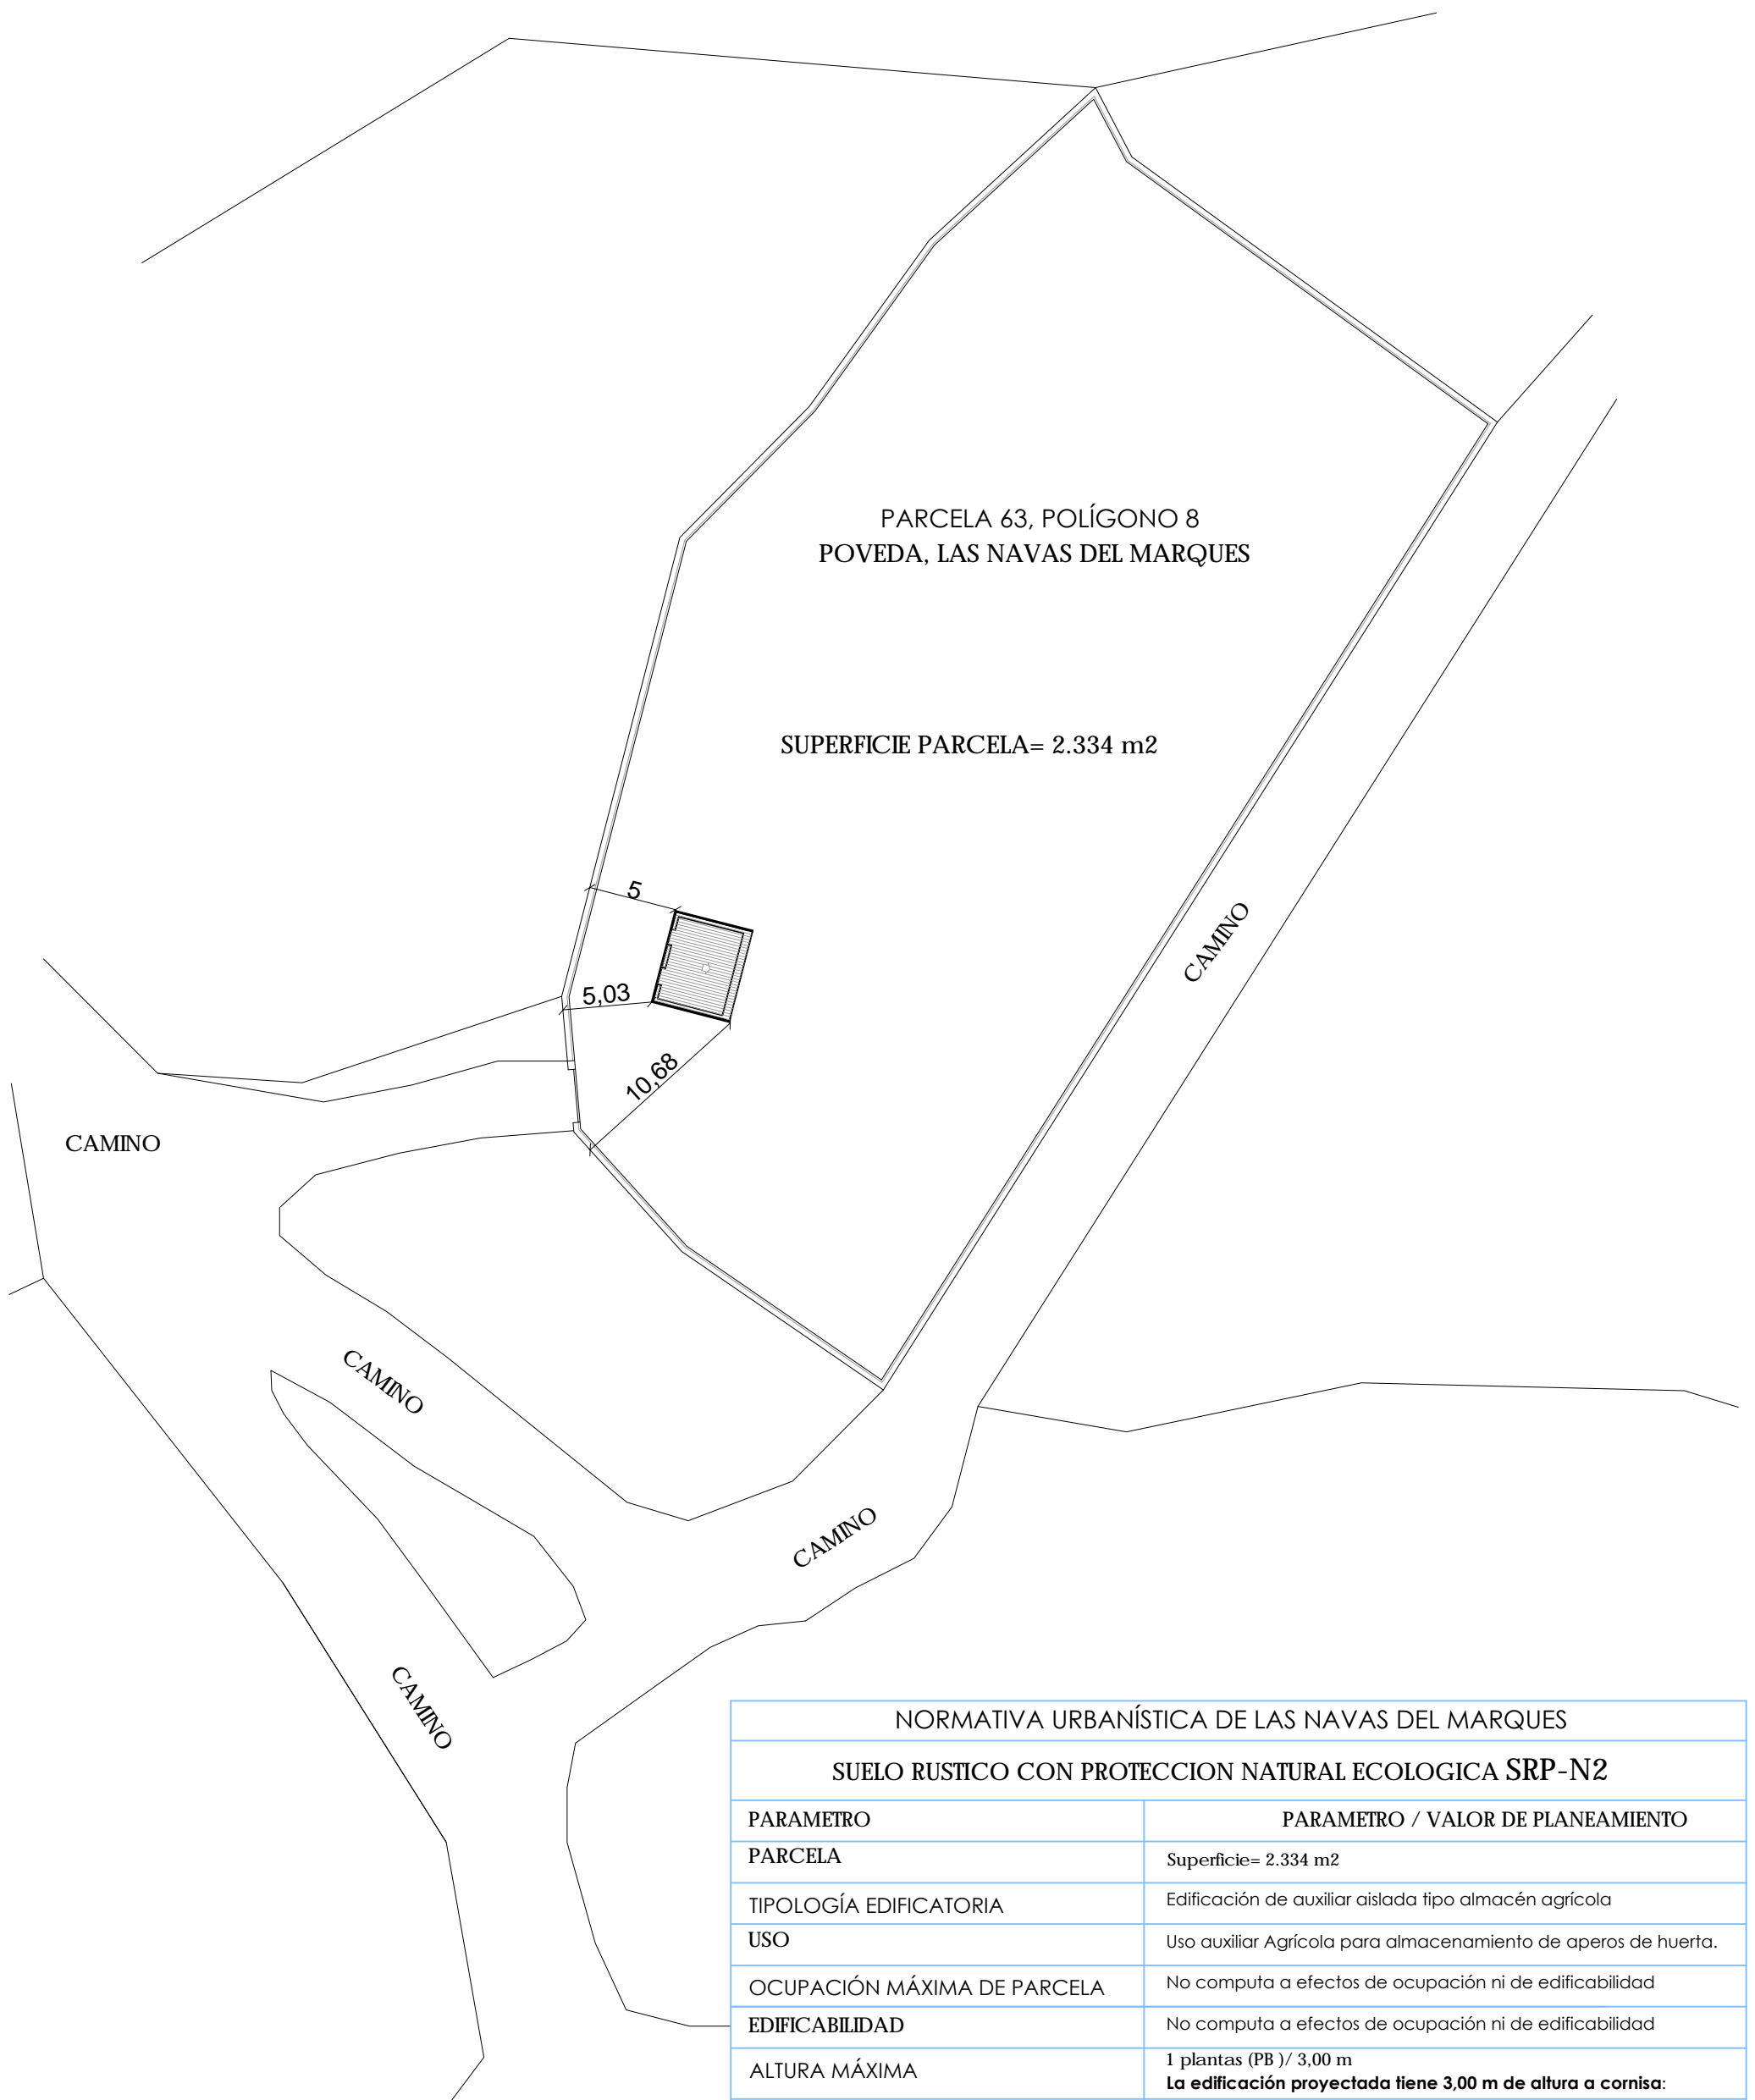 PARCELA 63, POLÍGONO 8
POVEDA, LAS NAVAS DEL MARQUES
SUPERFICIE PARCELA= 2.334 m2
5
CAMINO
5,03
10,68
CAMINO
CAMINO
CAMINO
CAMINO
NORMATIVA URBANÍSTICA DE LAS NAVAS DEL MARQUES
SUELO RUSTICO CON PROTECCION NATURAL ECOLOGICA SRP-N2
PARAMETRO PARAMETRO / VALOR DE PLANEAMIENTO
PARCELA Superficie= 2.334 m2
TIPOLOGÍA EDIFICATORIA Edificación de auxiliar aislada tipo almacén agrícola
USO Uso auxiliar Agrícola para almacenamiento de aperos de huerta.
OCUPACIÓN MÁXIMA DE PARCELA No computa a efectos de ocupación ni de edificabilidad
EDIFICABILIDAD No computa a efectos de ocupación ni de edificabilidad
ALTURA MÁXIMA 1 plantas (PB )/ 3,00 m
La edificación proyectada tiene 3,00 m de altura a cornisa: